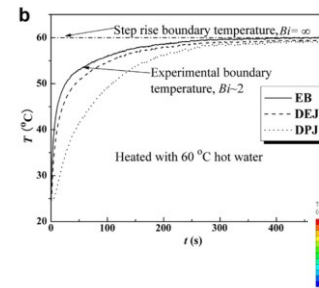 b
Step rise boundary temperature, Bi = ∞
60
Experimental boundary
temperature, Bi~2
50
EB
DEJ
DPJ
T (°C)
40
Heated with 60 °C hot water
30
20
0
100
200
300
400
t (s)